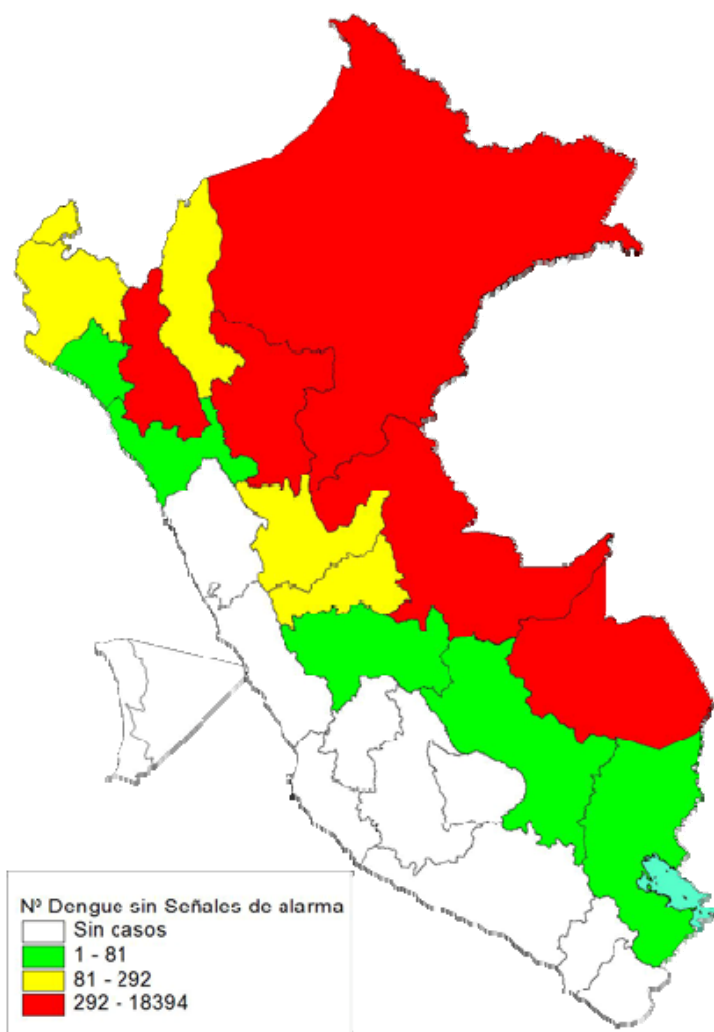 Nº Dengue sin Señales de alarma
Sin casos
1 - 81
81 - 292
292 - 18394